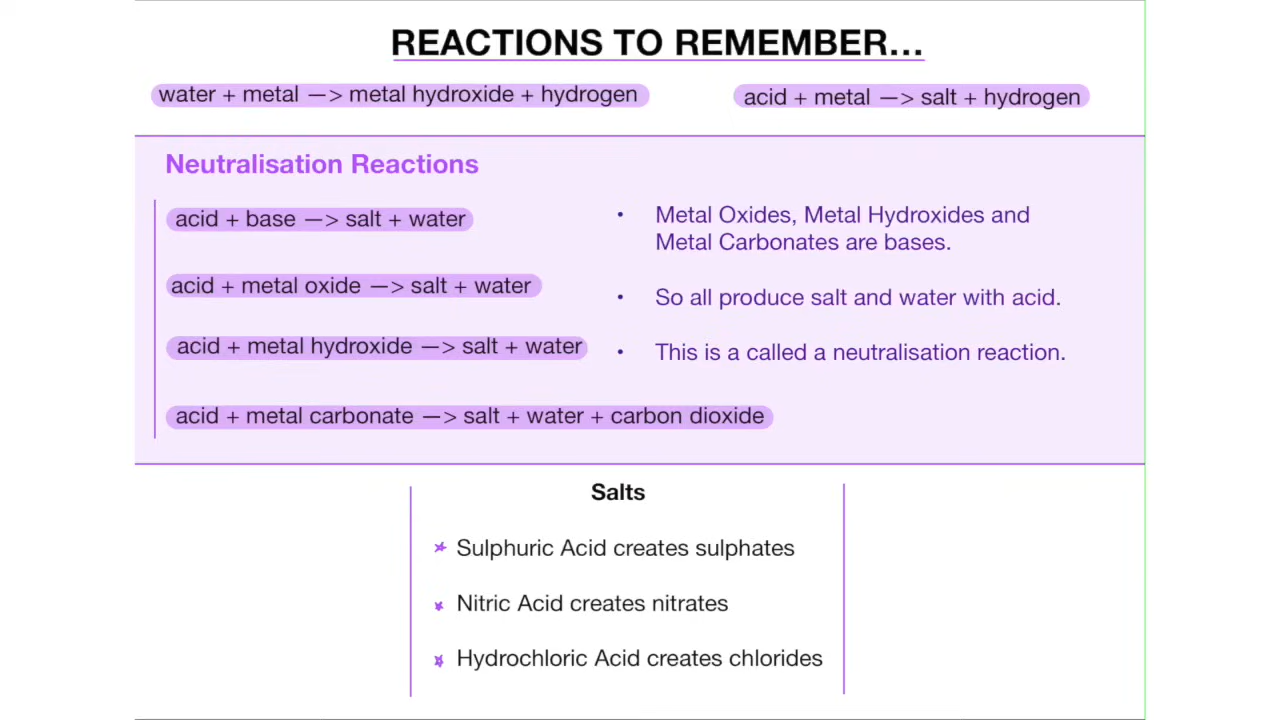 REACTIONS TO REMEMBER...
water + metal —> metal hydroxide + hydrogen
acid + metal —> salt + hydrogen
Neutralisation Reactions
acid + base —> salt + water
acid + metal oxide —> salt + water
acid + metal hydroxide —> salt + water
acid + metal carbonate —> salt + water + carbon dioxide
• Metal Oxides, Metal Hydroxides and
Metal Carbonates are bases.
• So all produce salt and water with acid.
• This is a called a neutralisation reaction.
Salts
Sulphuric Acid creates sulphates
Nitric Acid creates nitrates
Hydrochloric Acid creates chlorides